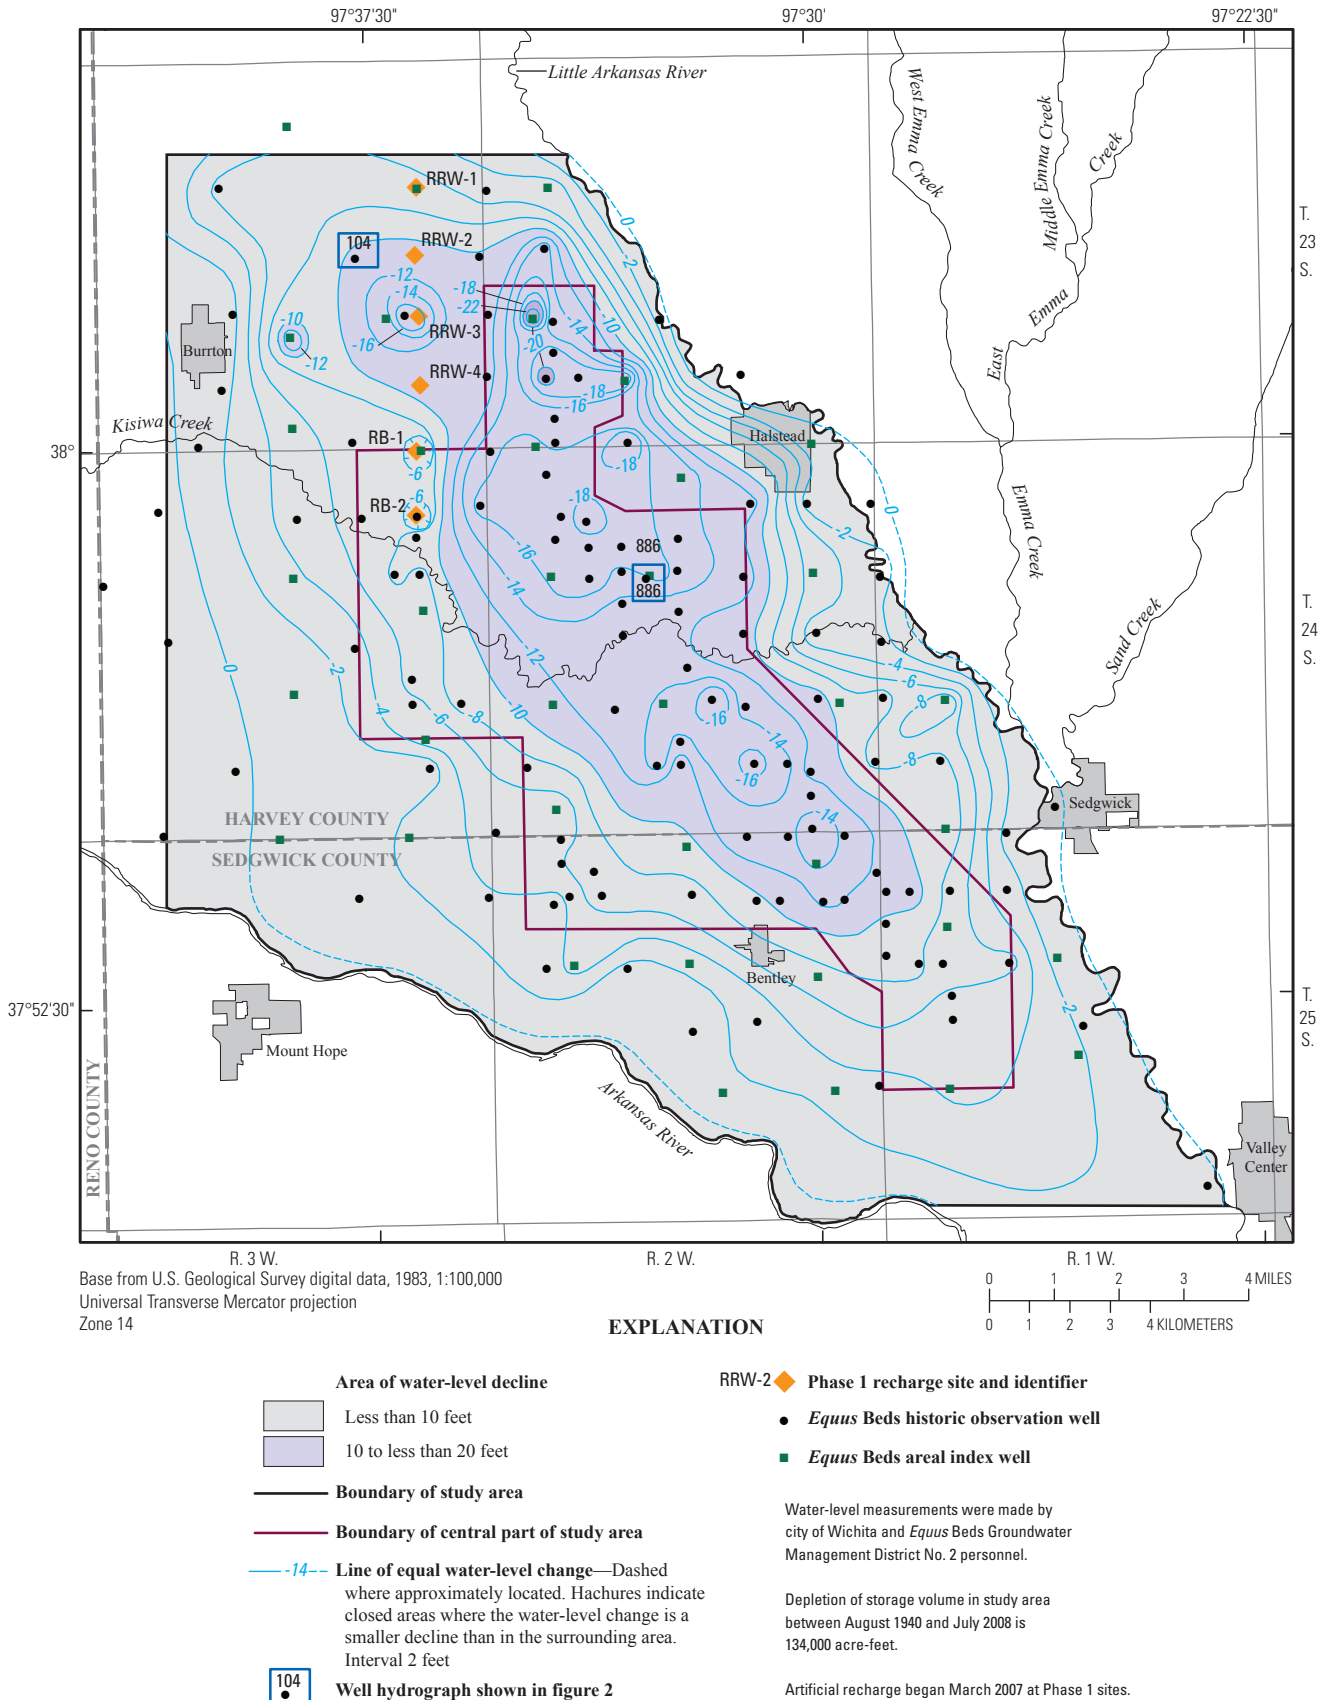 97°37'30"
97°30'
97°22'30"
Little Arkansas River
West Emma Creek
Middle Emma Creek
Creek
Emma
East
T.
23
S.
0
-2
RRW-1
104
RRW-2
-12
-14
-18
-22
-10
-14
-10
-12
-16
RRW-3
-20
Burrton
RRW-4
-18
-16
Kisiwa Creek
RB-1
Halstead
38°
-6
-18
-6
-18
RB-2
0
-2
Emma Creek
-16
886
-14
886
T.
24
S.
Sand Creek
0
-2
-12
-4
-6
-8
-4
-6
-8
-10
-16
-14
-8
-16
-14
Sedgwick
HARVEY COUNTY
SEDGWICK COUNTY
Bentley
-2
37°52'30"
T.
25
S.
Mount Hope
RENO COUNTY
Arkansas River
Valley
Center
R. 3 W.
R. 2 W.
R. 1 W.
Base from U.S. Geological Survey digital data, 1983, 1:100,000
Universal Transverse Mercator projection
Zone 14
0 1 2 3 4 MILES
0 1 2 3 4 KILOMETERS
EXPLANATION
Area of water-level decline
Less than 10 feet
10 to less than 20 feet
Boundary of study area
Boundary of central part of study area
-14 Line of equal water-level change—Dashed
where approximately located. Hachures indicate
closed areas where the water-level change is a
smaller decline than in the surrounding area.
Interval 2 feet
104 Well hydrograph shown in figure 2
RRW-2 Phase 1 recharge site and identifier
Equus Beds historic observation well
Equus Beds areal index well
Water-level measurements were made by
city of Wichita and Equus Beds Groundwater
Management District No. 2 personnel.
Depletion of storage volume in study area
between August 1940 and July 2008 is
134,000 acre-feet.
Artificial recharge began March 2007 at Phase 1 sites.